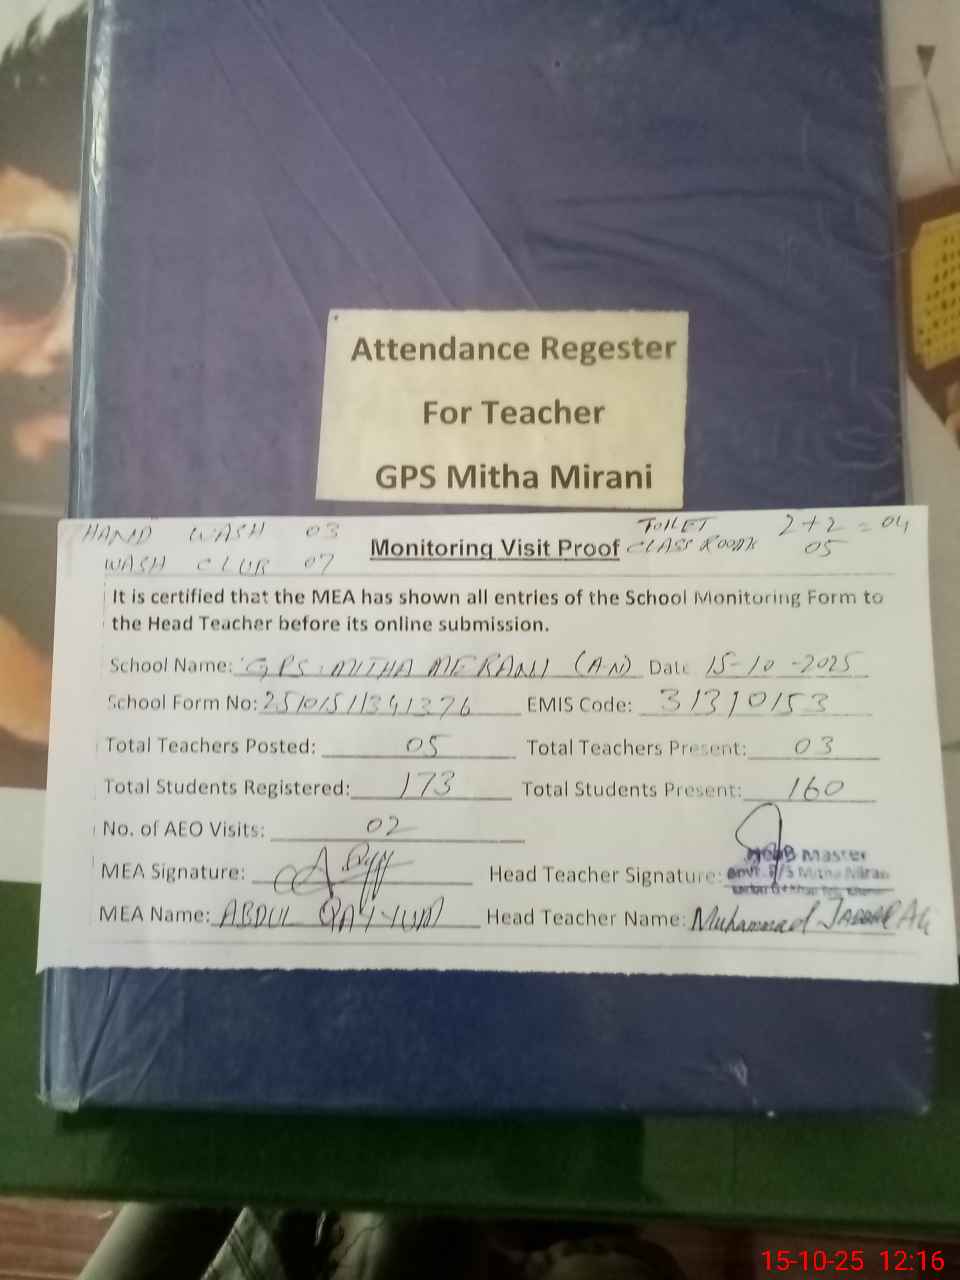 Attendance Regester
For Teacher
GPS Mitha Mirani
HAND WASH 03
WASH CLUB 07
Monitoring Visit Proof
TOILET 2+2=04
CLASS ROOM 05
It is certified that the MEA has shown all entries of the School Monitoring Form to
the Head Teacher before its online submission.
School Name: GPS MITHA MERANI (AN) Date 15-10-2025
School Form No: 25101511341376 EMIS Code: 31310153
Total Teachers Posted: 05 Total Teachers Present: 03
Total Students Registered: 173 Total Students Present: 160
No. of AEO Visits: 02
MEA Signature: Head Teacher Signature:
Master
P/S Mitha Miran
MEA Name: ABDUL QAYYUM Head Teacher Name: Muhammad Jabbar Ali
15-10-25 12:16